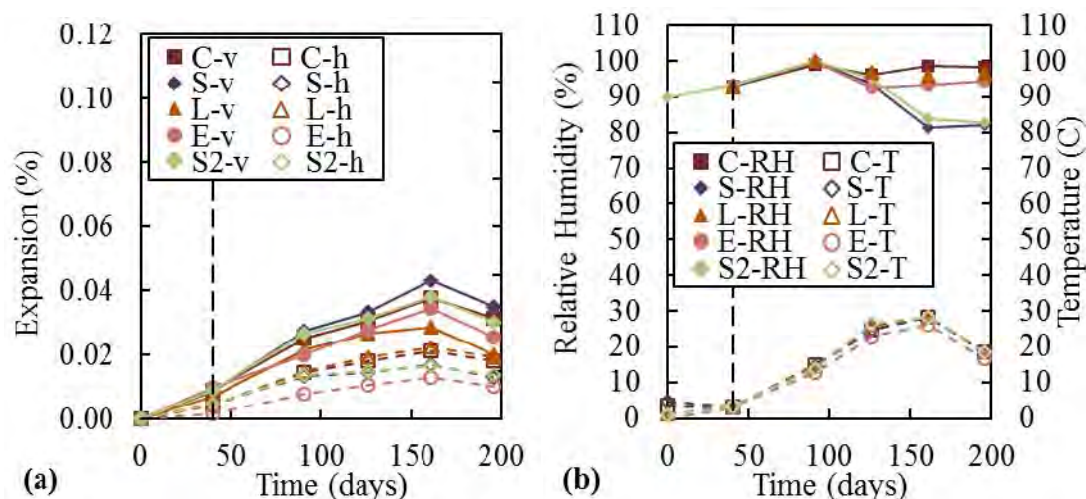 0.12
0.10
0.08
0.06
0.04
0.02
0.00
Expansion (%)
C-v C-h
S-v S-h
L-v L-h
E-v E-h
S2-v S2-h
0 50 100 150 200
(a) Time (days)
110
100
90
80
70
60
50
40
30
20
10
0
Relative Humidity (%)
C-RH C-T
S-RH S-T
L-RH L-T
E-RH E-T
S2-RH S2-T
110
100
90
80
70
60
50
40
30
20
10
0
Temperature (C)
0 50 100 150 200
(b) Time (days)